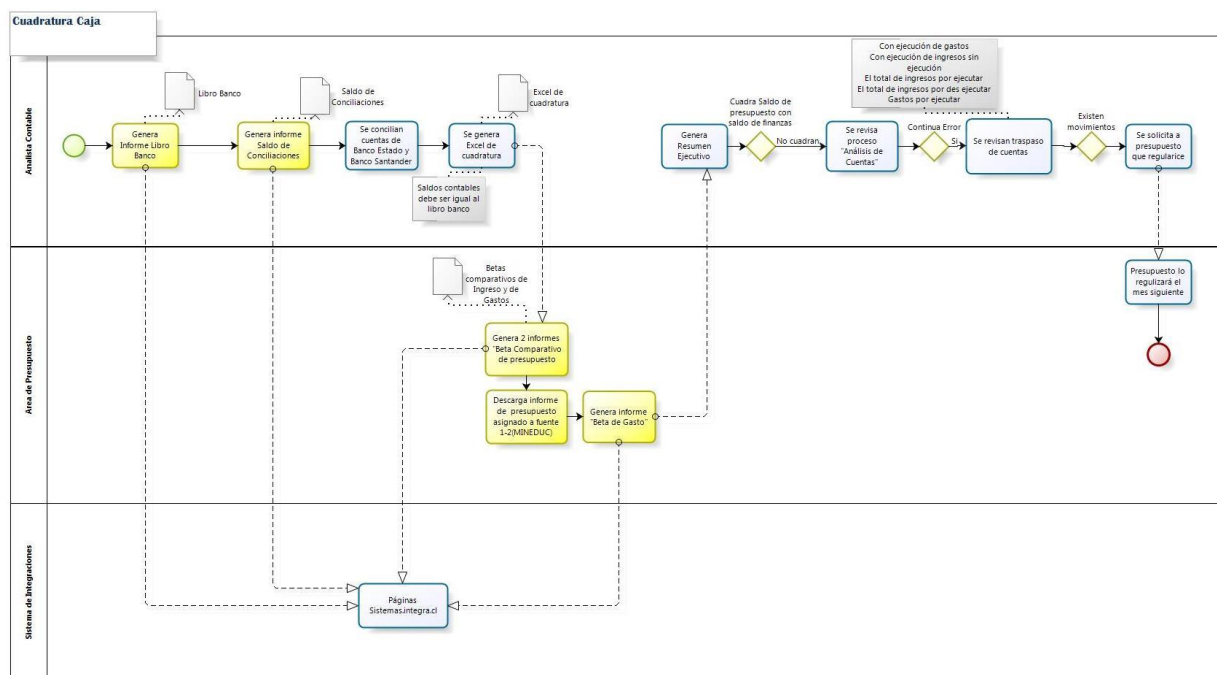 Cuadratura Caja
Analista Contable
Libro Banco
Genera
Informe Libro
Banco
Saldo de
Conciliaciones
Genera informe
Saldo de
Conciliaciones
Se concilian
cuentas de
Banco Estado y
Banco Santander
Excel de
cuadratura
Se genera
Excel de
cuadratura
Saldos contables
debe ser igual al
libro banco
Genera
Resumen
Ejecutivo
Cuadra Saldo de
presupuesto con
saldo de finanzas
No cuadran
Se revisa
proceso
"Análisis de
Cuentas"
Continua Error
Si
Con ejecución de gastos
Con ejecución de ingresos sin
ejecución
El total de ingresos por ejecutar
El total de ingresos por des ejecutar
Gastos por ejecutar
Se revisan traspaso
de cuentas
Existen
movimientos
Se solicita a
presupuesto
que regularice
Area de Presupuesto
Betas
comparativos de
Ingreso y de
Gastos
Genera 2 informes
"Beta Comparativo
de presupuesto
Descarga informe
de presupuesto
asignado a fuente
1-2(MINEDUC)
Genera informe
"Beta de Gasto"
Presupuesto lo
regulizará el
mes siguiente
Sistema de Integraciones
Páginas
Sistemas.integra.cl